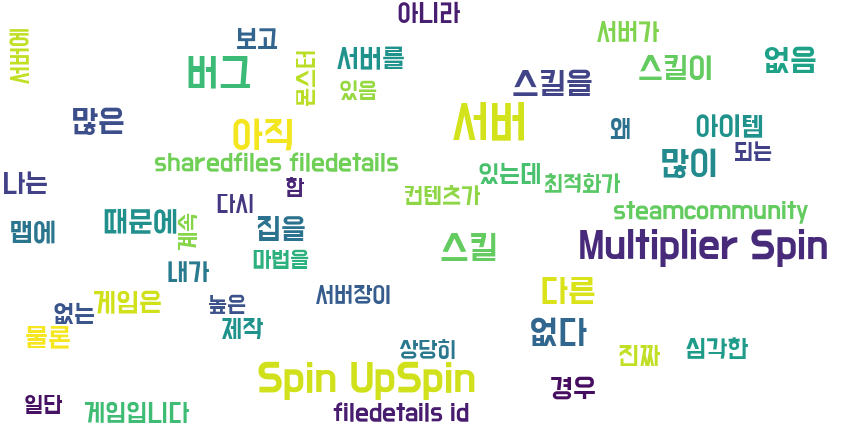 아니라
서버에
보고
서버가
버그
몬스터
서버를
있음
스킬을
스킬이
없음
많은
아직
서버
왜
아이템
되는
sharedfiles filedetails
많이
나는
함
있는데
최적화가
다시
컨텐츠가
steamcommunity
맵에
때문에
계속
집을
스킬
Multiplier Spin
마법을
내가
없는
게임은
높은
서버장이
다른
물론
제작
없다
상당히
진짜
심각한
Spin UpSpin
경우
일단
게임입니다
filedetails id